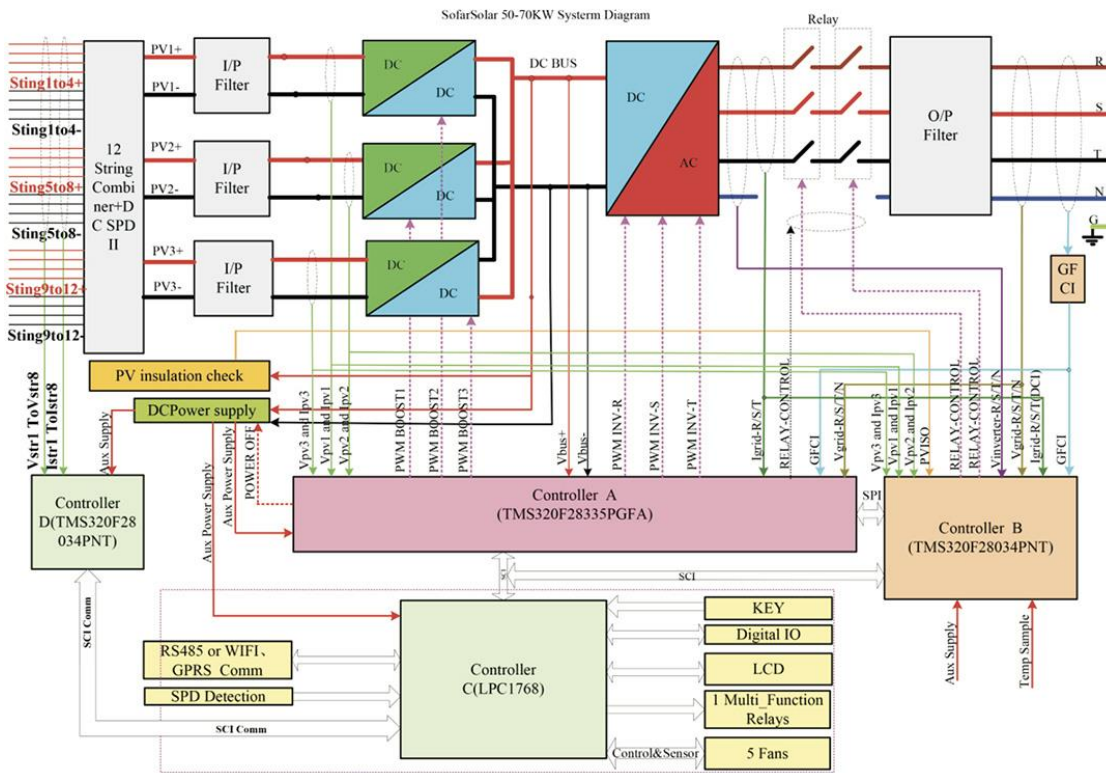 SofarSolar 50-70KW Systerm Diagram
Relay
Sting1to4+
Sting1to4-
Sting5to8+
Sting5to8-
Sting9to12+
Sting9to12-
12
String
Combi
ner+D
C SPD
II
PV1+
PV1-
PV2+
PV2-
PV3+
PV3-
I/P
Filter
I/P
Filter
I/P
Filter
DC
DC
DC
DC
DC
DC
DC BUS
DC
AC
O/P
Filter
R
S
T
N
G
GF
CI
PV insulation check
DCPower supply
Vstr1 ToVstr8
Istr1 ToIstr8
Aux Supply
Aux Power Supply
Aux Power Supply
POWER OFF
Vpv3 and Ipv3
Vpv1 and Ipv1
Vpv2 and Ipv2
PWM BOOST1
PWM BOOST2
PWM BOOST3
Vbus+
Vbus-
PWM INV-R
PWM INV-S
PWM INV-T
Igrid-R/S/T
RELAY-CONTROL
GFCI
Vgrid-R/S/T/N
Vpv3 and Ipv3
Vpv1 and Ipv1
Vpv2 and Ipv2
PVISO
RELAY-CONTROL
RELAY-CONTROL
Vinverter-R/S/T/N
Vgrid-R/S/T/N
Igrid-R/S/T(DCI)
GFCI
Controller
D(TMS320F28
034PNT)
Controller A
(TMS320F28335PGFA)
SPI
Controller B
(TMS320F28034PNT)
SCI
SCI
SCI Comm
SCI Comm
Aux Supply
Temp Sample
RS485 or WIFI、
GPRS Comm
SPD Detection
Controller
C(LPC1768)
KEY
Digital IO
LCD
1 Multi_Function
Relays
Control&Sensor
5 Fans